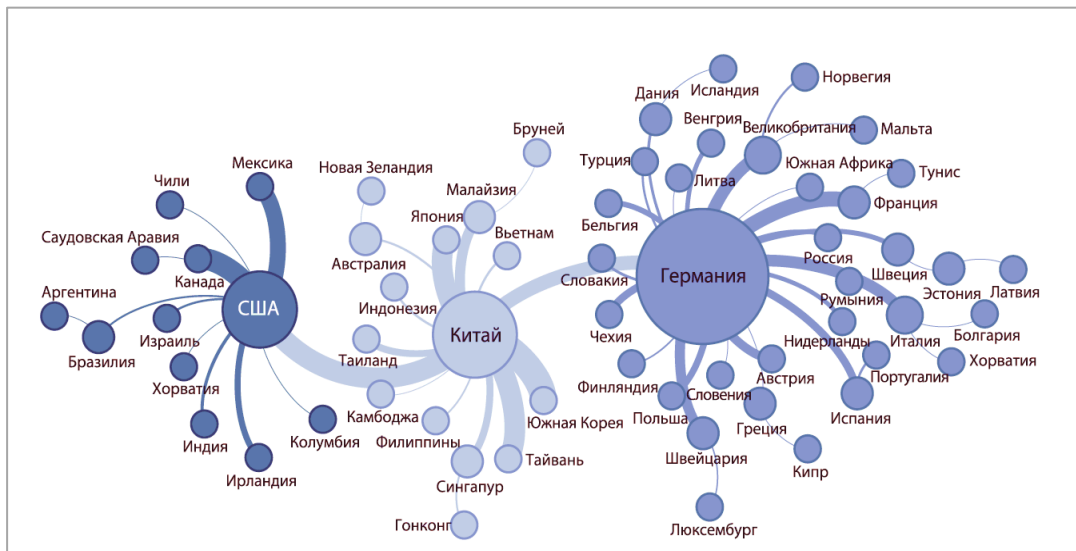 Норвегия
Исландия
Дания
Венгрия
Великобритания
Мальта
Бруней
Турция
Литва
Южная Африка
Тунис
Мексика
Новая Зеландия
Чили
Малайзия
Япония
Вьетнам
Бельгия
Франция
Саудовская Аравия
Канада
Австралия
Словакия
Германия
Россия
Швеция
Эстония
Латвия
Аргентина
США
Индонезия
Китай
Румыния
Бразилия
Израиль
Таиланд
Чехия
Нидерланды
Италия
Болгария
Хорватия
Хорватия
Камбоджа
Финляндия
Словения
Австрия
Португалия
Индия
Колумбия
Филиппины
Южная Корея
Польша
Греция
Испания
Ирландия
Сингапур
Тайвань
Швейцария
Кипр
Гонконг
Люксембург